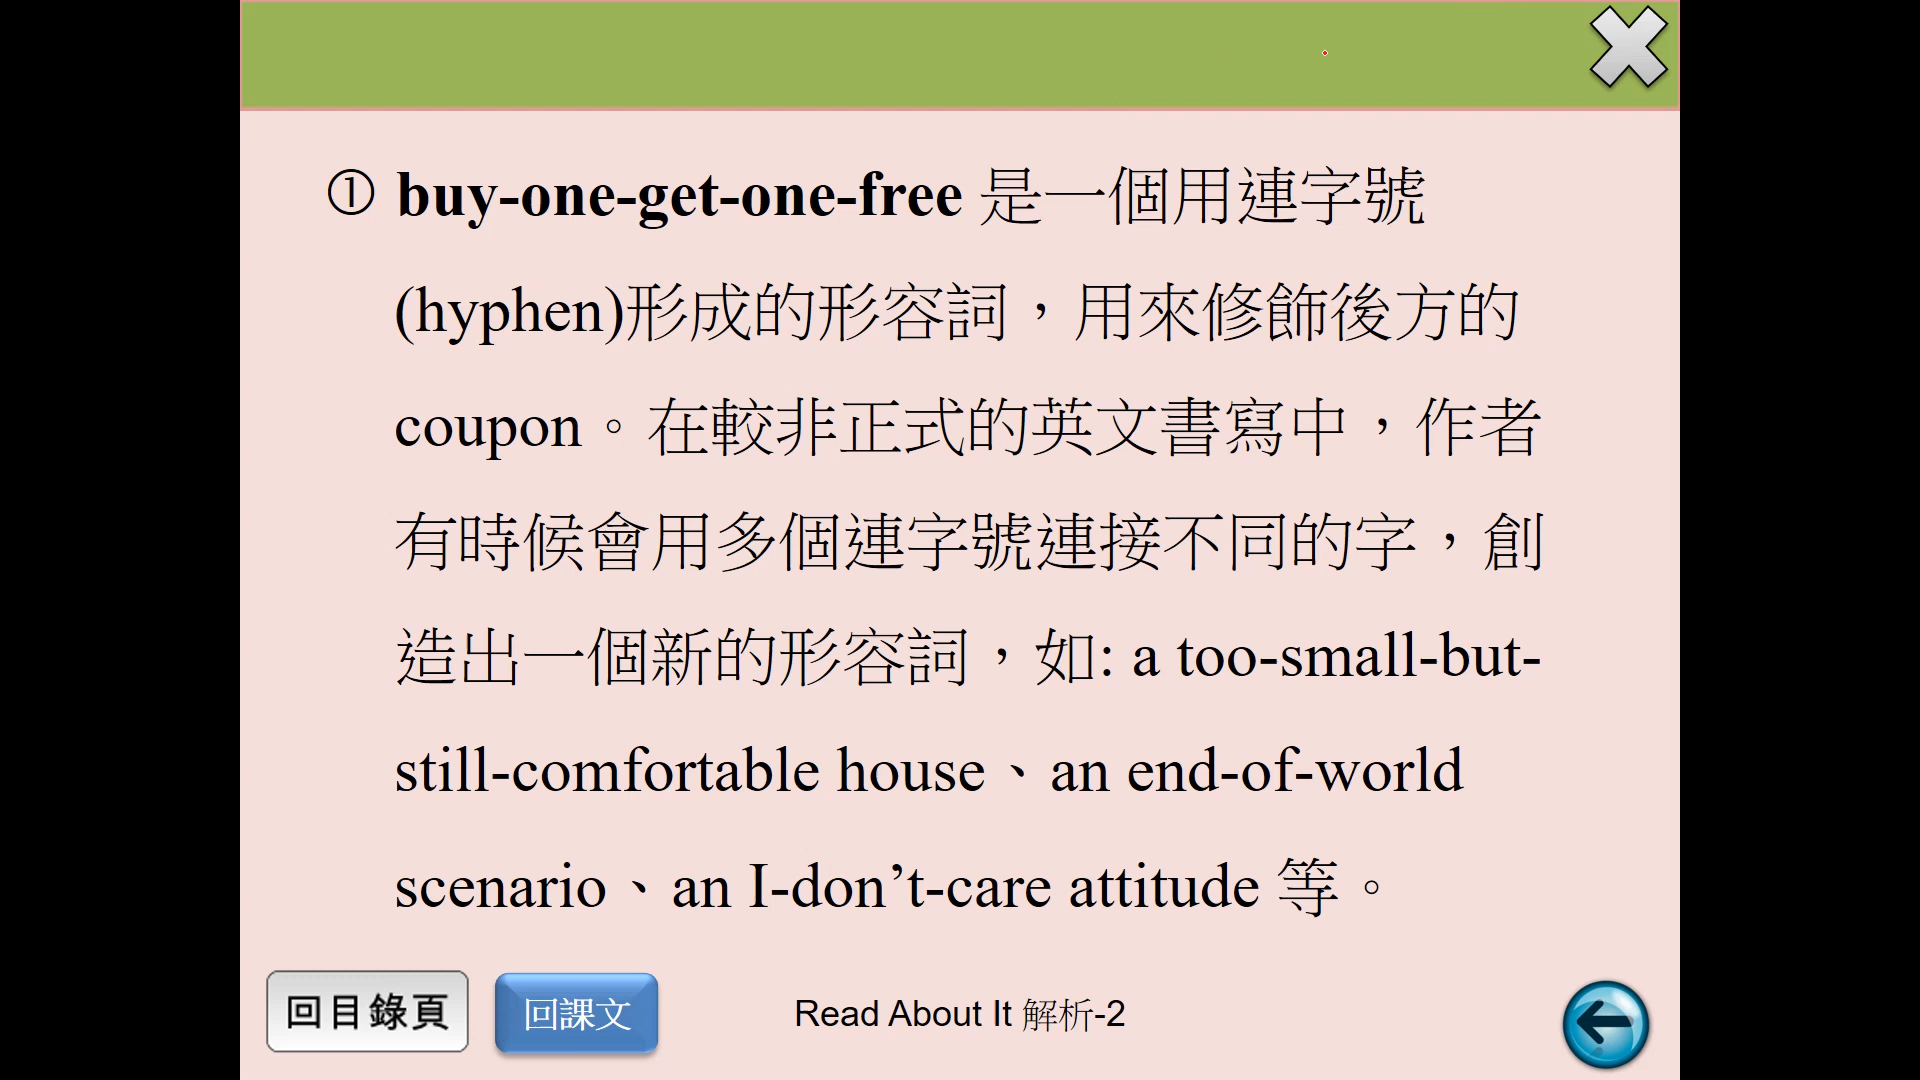 ① buy-one-get-one-free 是一個用連字號
(hyphen)形成的形容詞，用來修飾後方的
coupon。在較非正式的英文書寫中，作者
有時候會用多個連字號連接不同的字，創
造出一個新的形容詞，如: a too-small-but-
still-comfortable house、an end-of-world
scenario、an I-don’t-care attitude 等。
回目錄頁
回課文
Read About It 解析-2